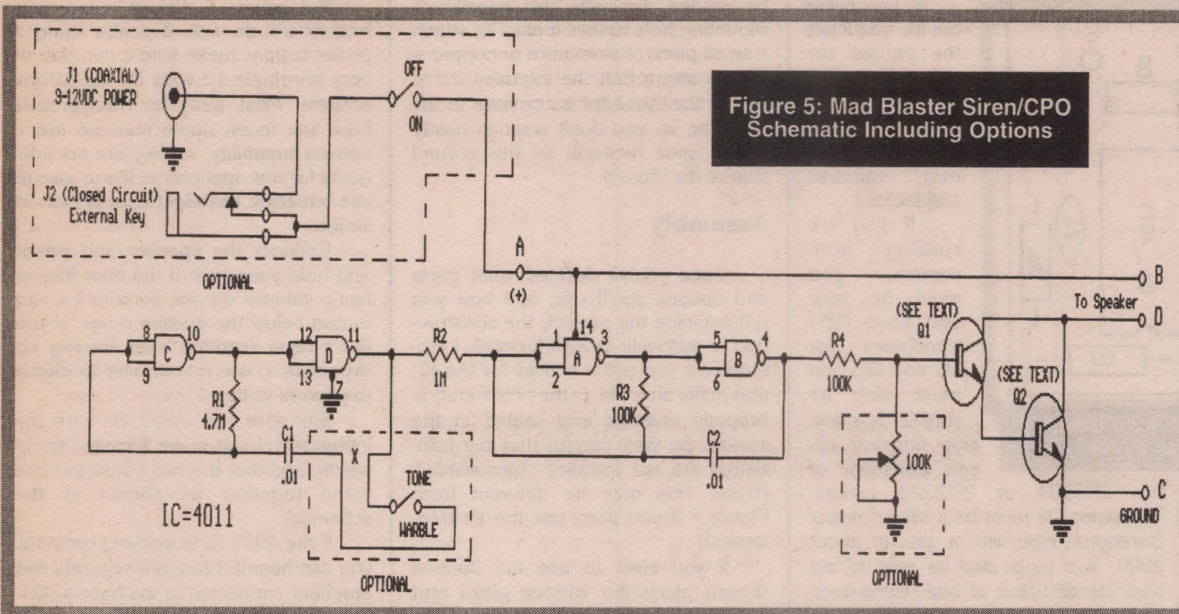 Figure 5: Mad Blaster Siren/CPO
Schematic Including Options
J1 (COAXIAL)
9-12VDC POWER
OFF
ON
J2 (Closed Circuit)
External Key
OPTIONAL
A
(+)
8
9
C
10
12
13
D
11
7
R1
4.7M
C1
.01
IC=4011
X
TONE
WARBLE
OPTIONAL
R2
1M
14
1
2
A
3
R3
100K
5
6
B
4
C2
.01
R4
100K
100K
OPTIONAL
(SEE TEXT)
Q1
(SEE TEXT)
Q2
B
To Speaker
D
C
GROUND